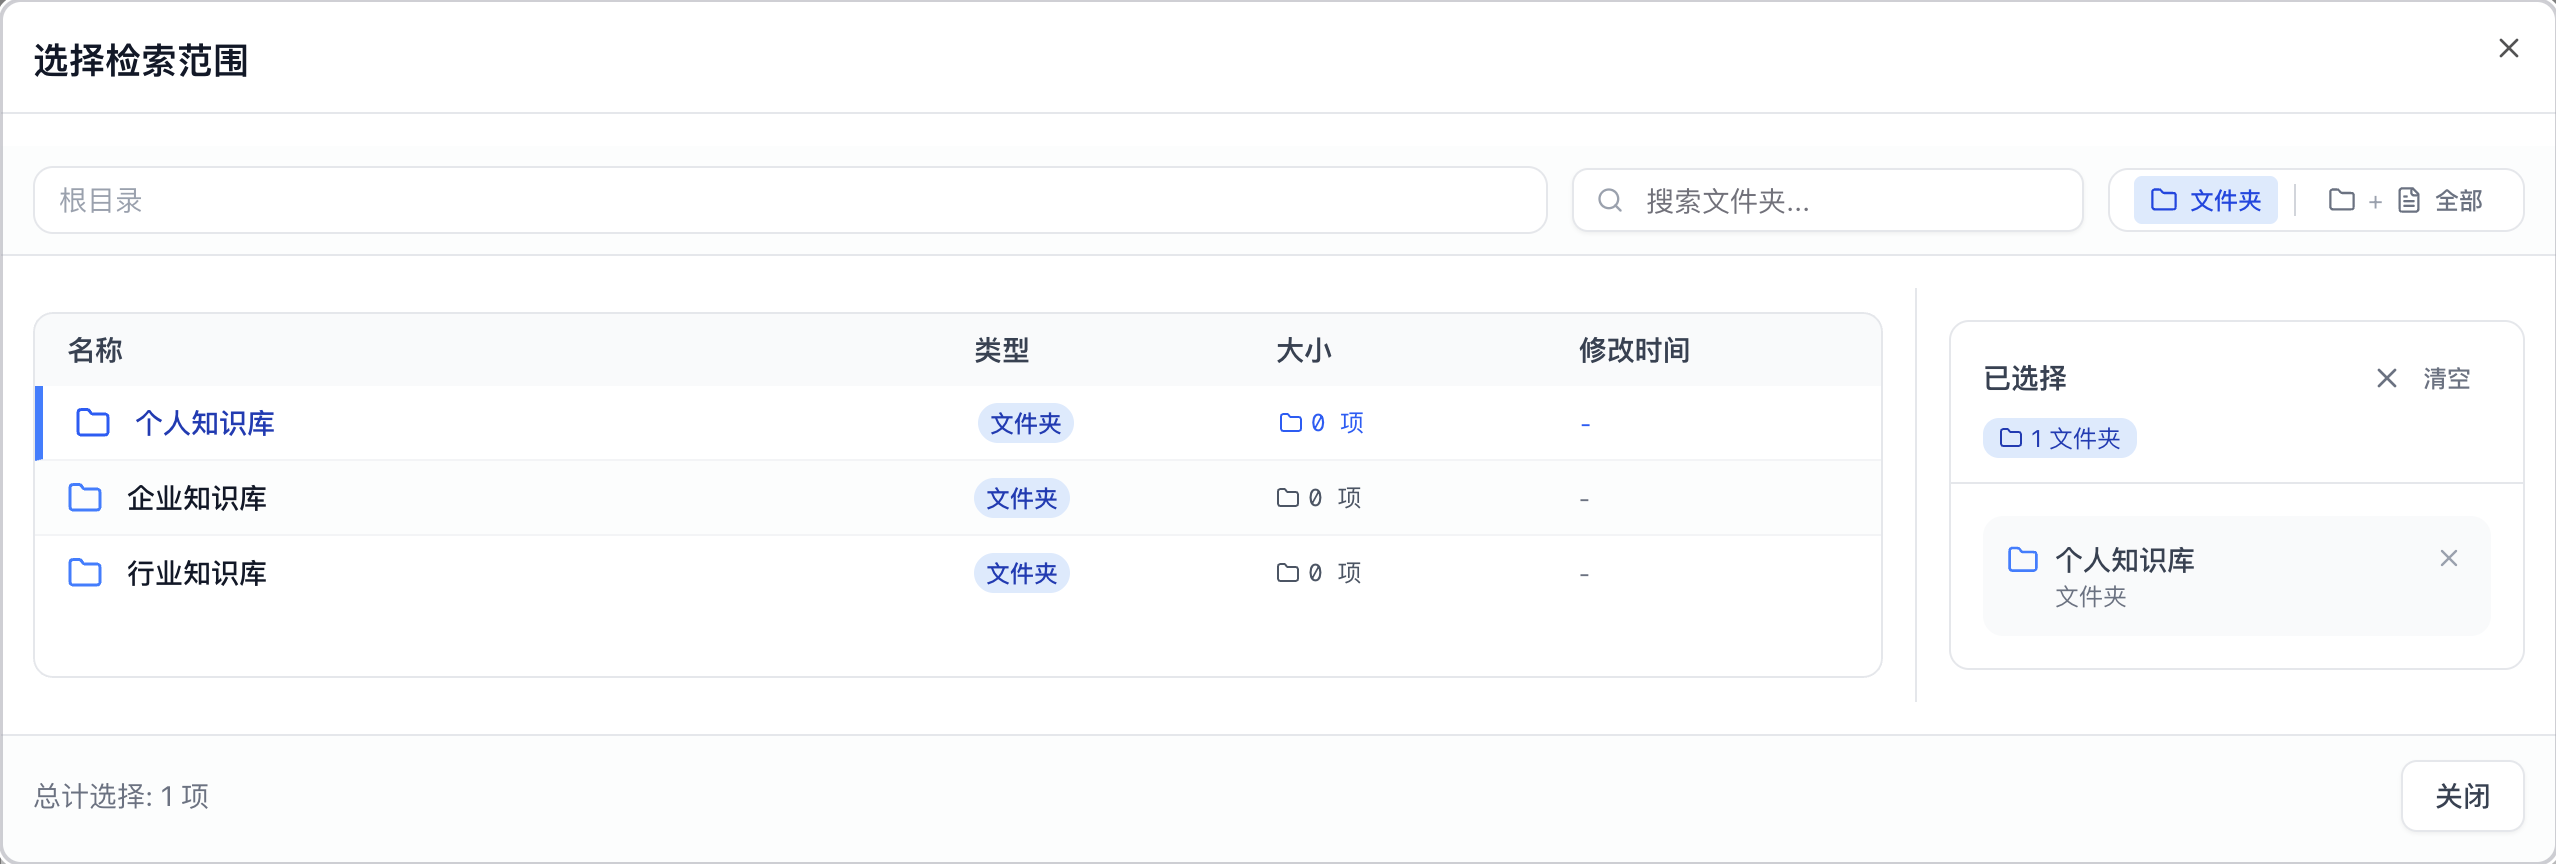 选择检索范围
根目录
搜索文件夹...
文件夹
+ 全部
名称 类型 大小 修改时间
个人知识库 文件夹 0 项 -
企业知识库 文件夹 0 项 -
行业知识库 文件夹 0 项 -
已选择
清空
1 文件夹
个人知识库
文件夹
总计选择: 1 项
关闭